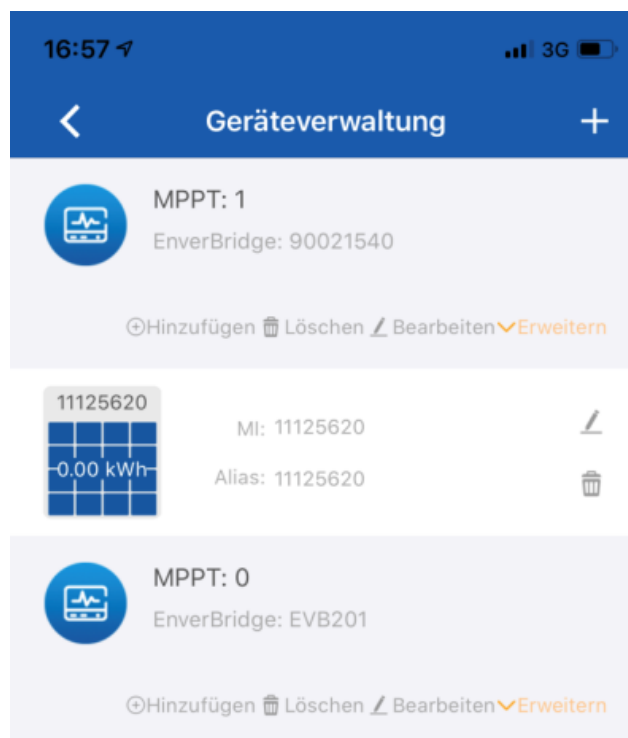 16:57
3G
Geräteverwaltung
MPPT: 1
EnverBridge: 90021540
Hinzufügen Löschen Bearbeiten Erweitern
11125620
0.00 kWh
MI: 11125620
Alias: 11125620
MPPT: 0
EnverBridge: EVB201
Hinzufügen Löschen Bearbeiten Erweitern